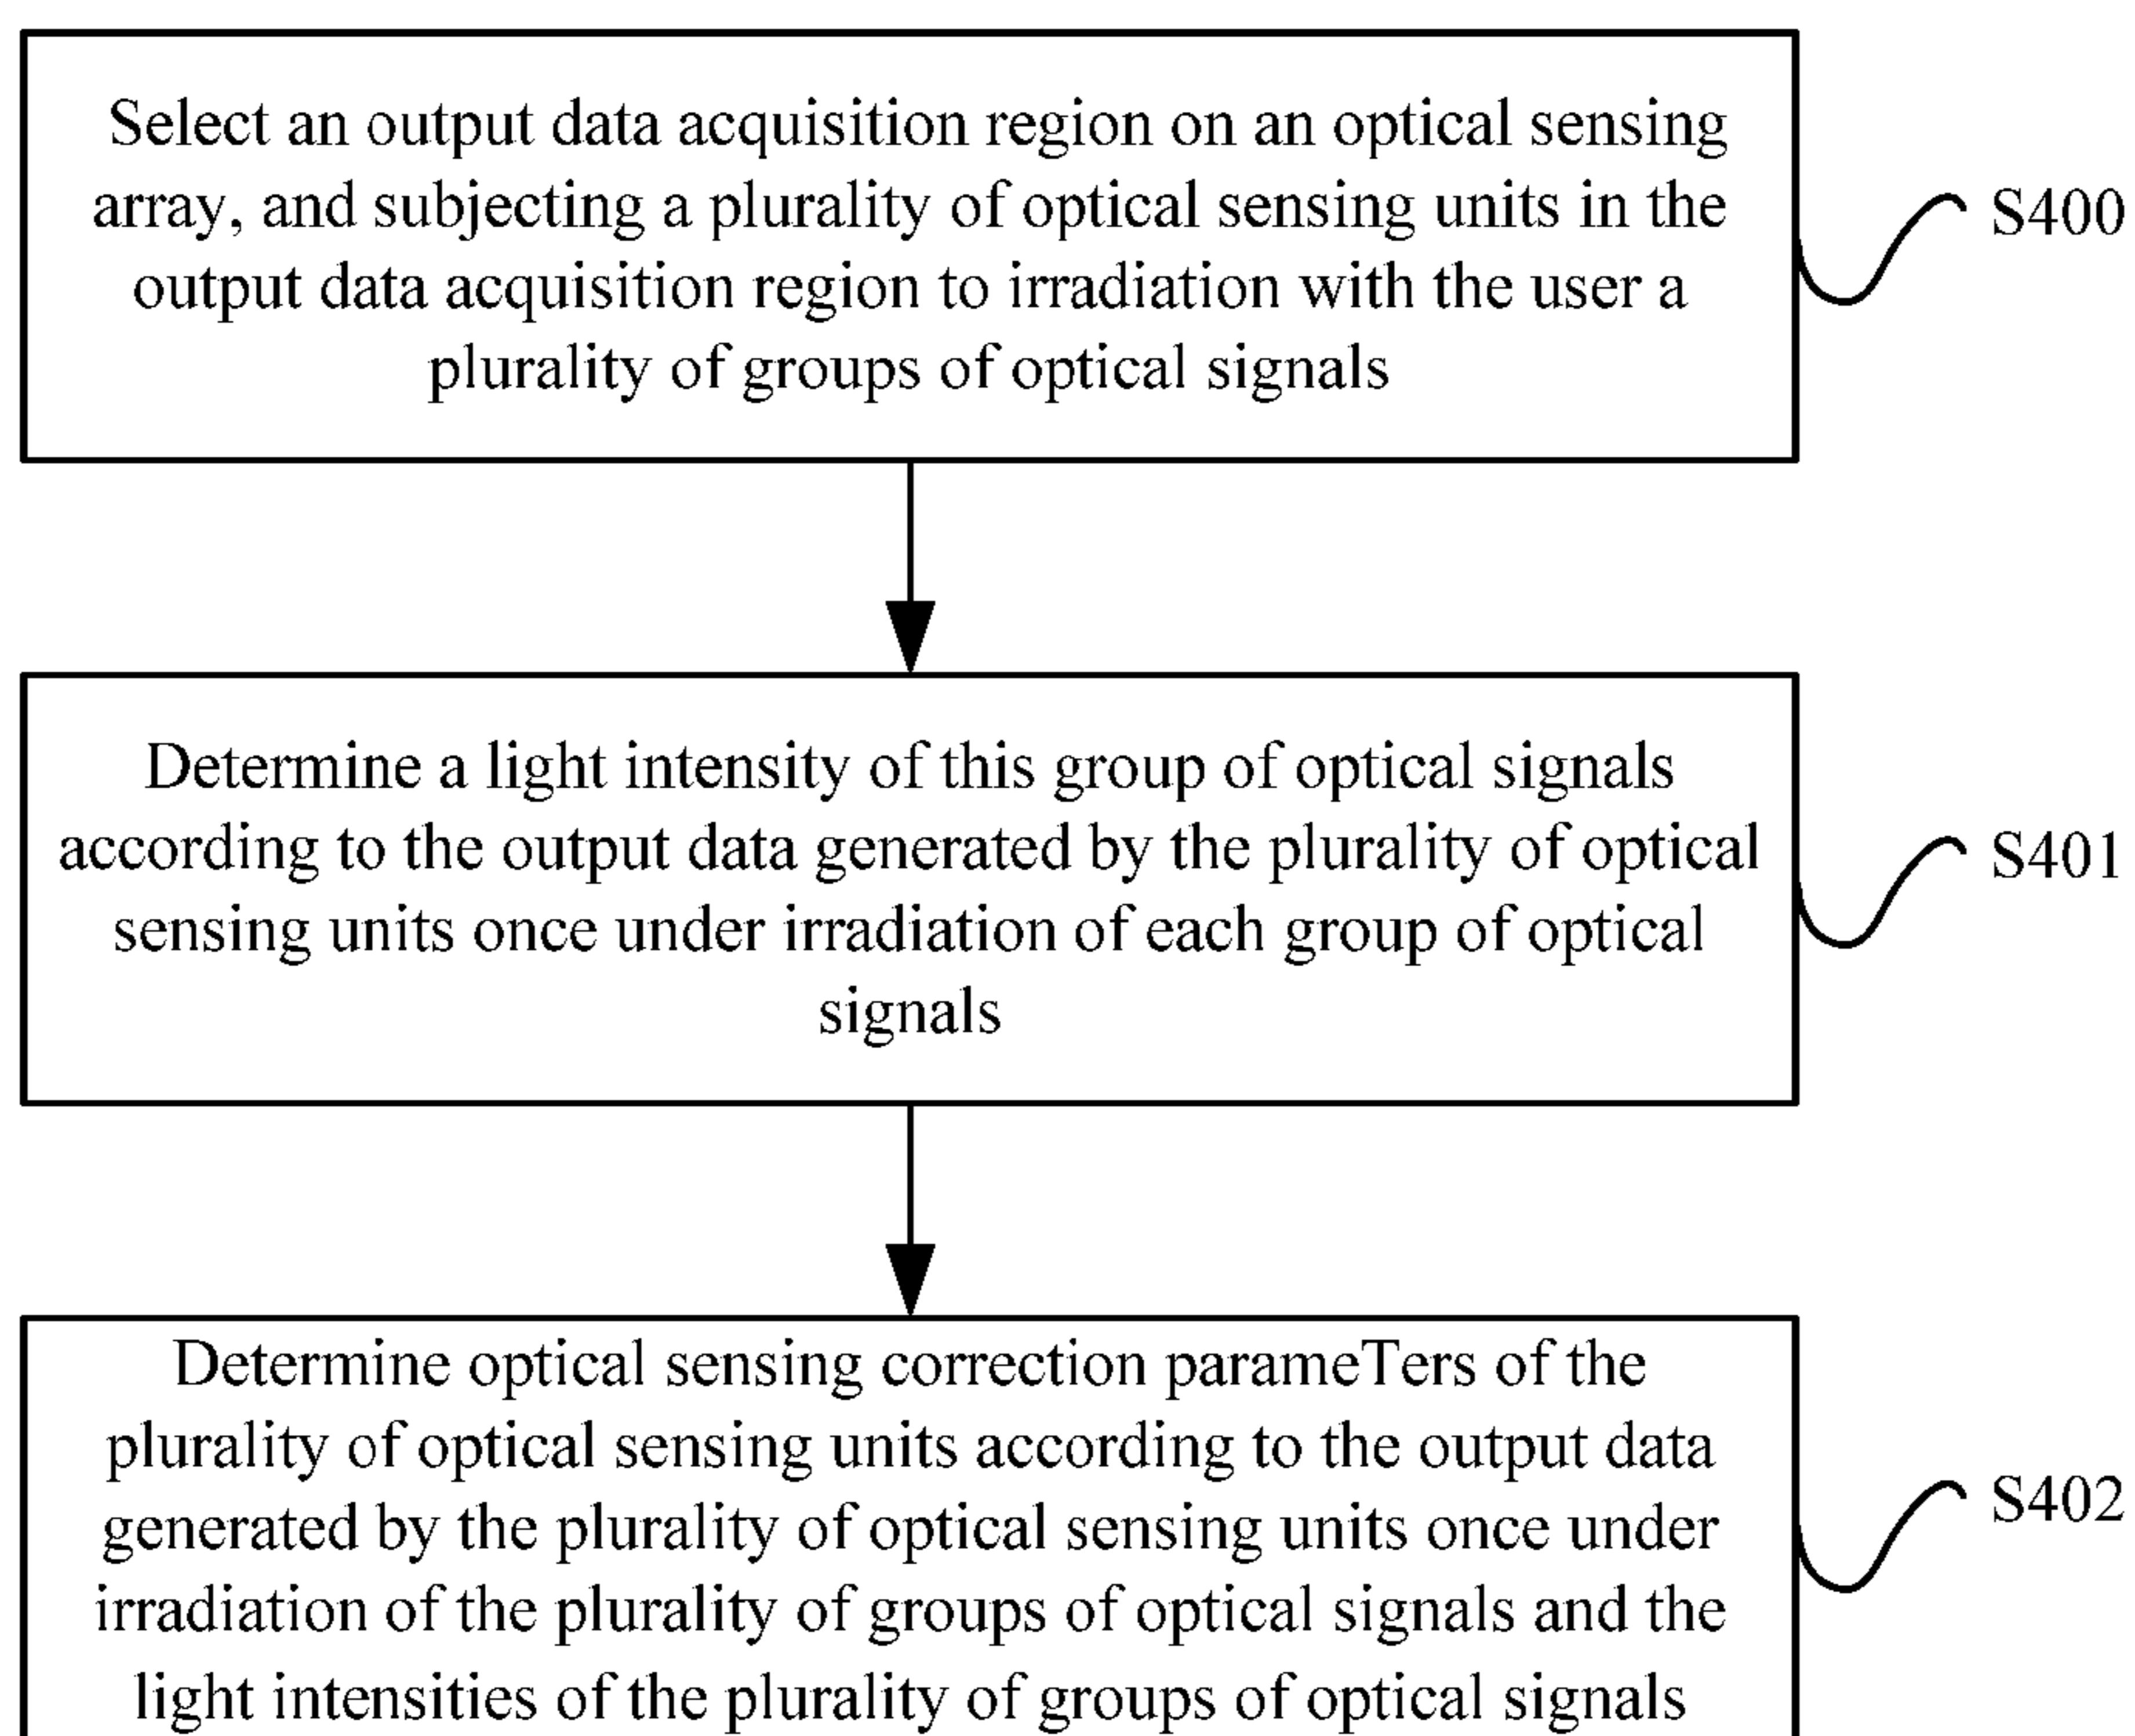 Select an output data acquisition region on an optical sensing
array, and subjecting a plurality of optical sensing units in the
output data acquisition region to irradiation with the user a
plurality of groups of optical signals
S400
Determine a light intensity of this group of optical signals
according to the output data generated by the plurality of optical
sensing units once under irradiation of each group of optical
signals
S401
Determine optical sensing correction parameTers of the
plurality of optical sensing units according to the output data
generated by the plurality of optical sensing units once under
irradiation of the plurality of groups of optical signals and the
light intensities of the plurality of groups of optical signals
S402